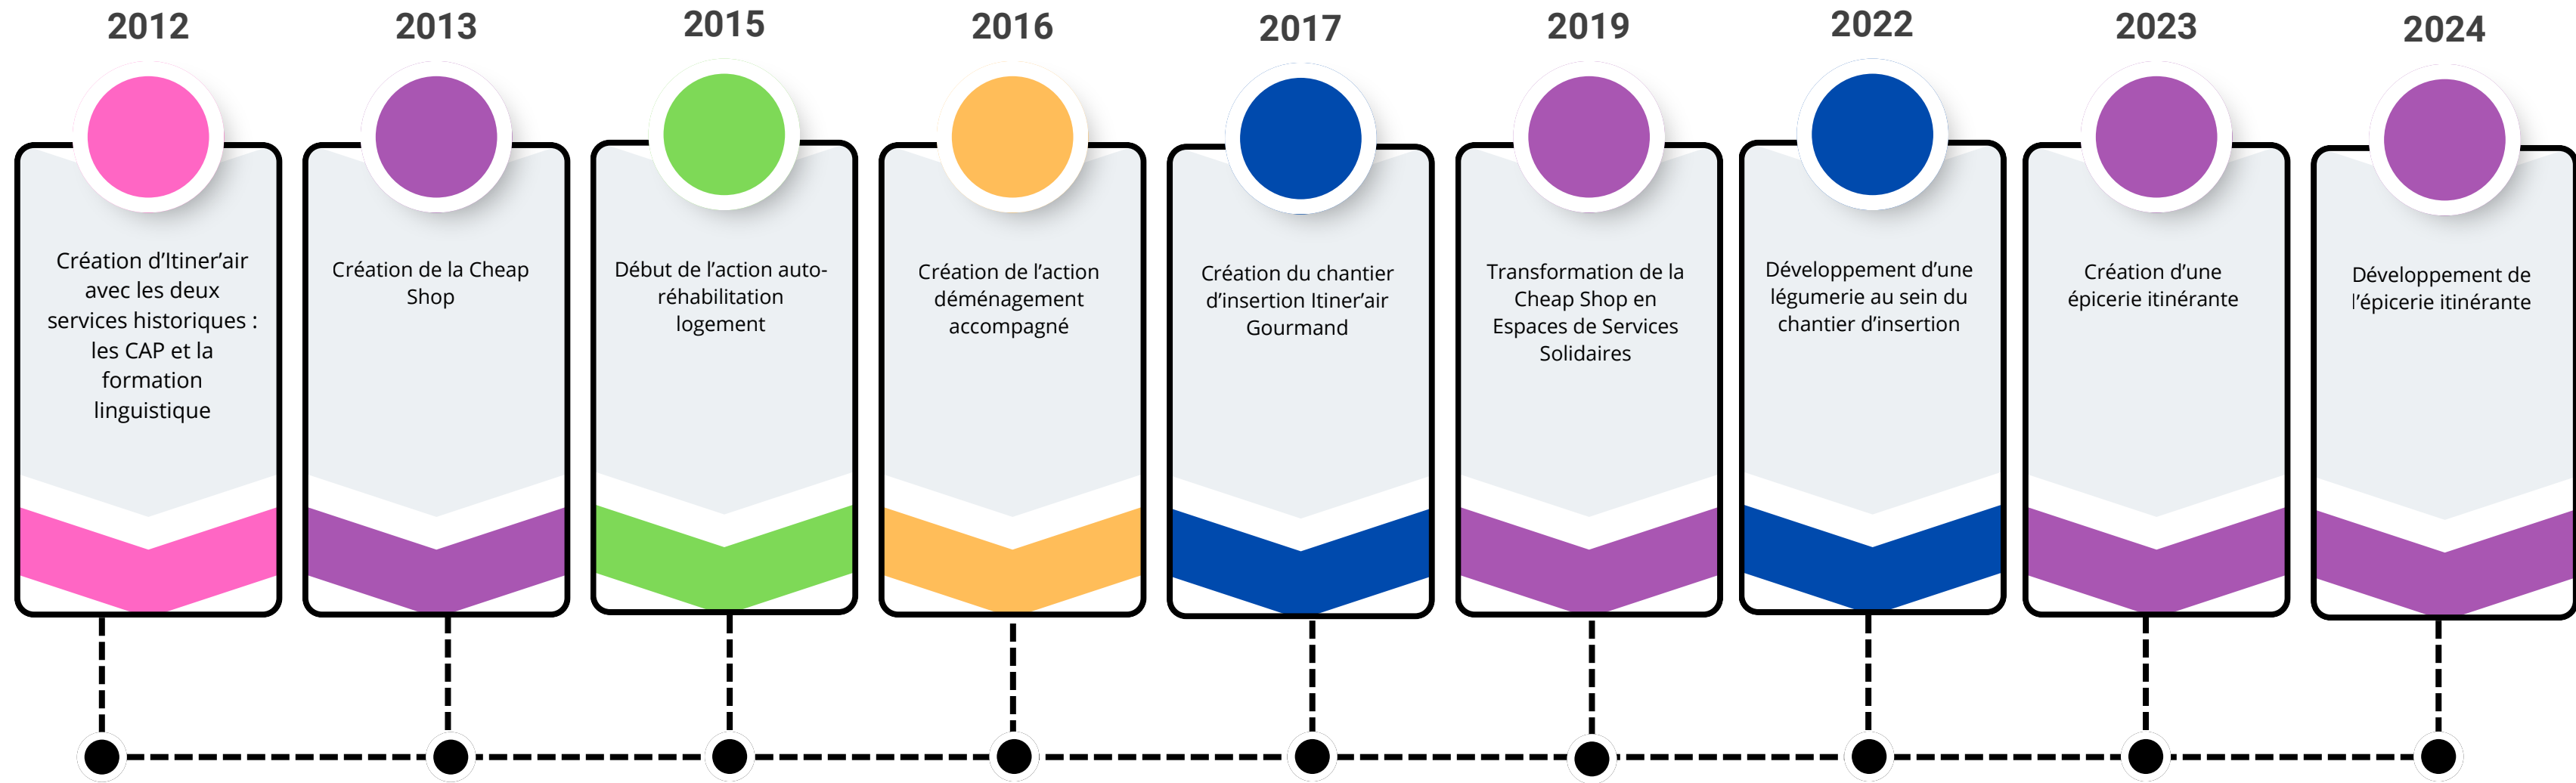 2012
Création d’Itiner’air
avec les deux
services historiques :
les CAP et la
formation
linguistique
2013
Création de la Cheap
Shop
2015
Début de l’action auto-
réhabilitation
logement
2016
Création de l’action
déménagement
accompagné
2017
Création du chantier
d’insertion Itiner’air
Gourmand
2019
Transformation de la
Cheap Shop en
Espaces de Services
Solidaires
2022
Développement d’une
légumerie au sein du
chantier d’insertion
2023
Création d’une
épicerie itinérante
2024
Développement de
l’épicerie itinérante